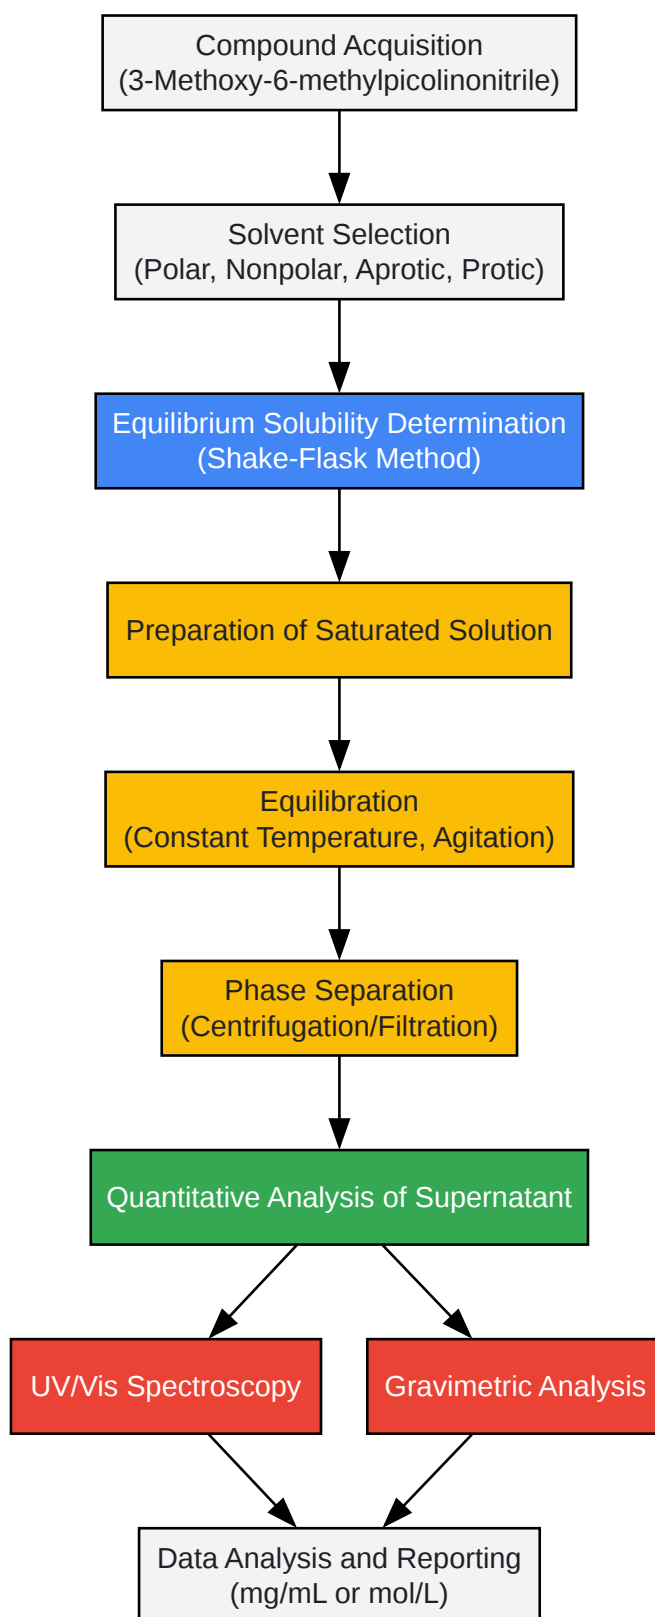 Compound Acquisition
(3-Methoxy-6-methylpicolinonitrile)
Solvent Selection
(Polar, Nonpolar, Aprotic, Protic)
Equilibrium Solubility Determination
(Shake-Flask Method)
Preparation of Saturated Solution
Equilibration
(Constant Temperature, Agitation)
Phase Separation
(Centrifugation/Filtration)
Quantitative Analysis of Supernatant
UV/Vis Spectroscopy
Gravimetric Analysis
Data Analysis and Reporting
(mg/mL or mol/L)